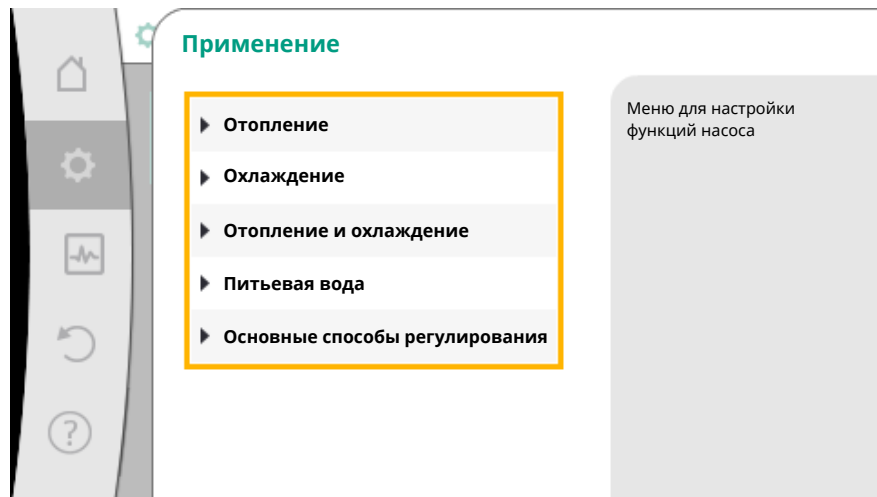 Применение
Отопление
Охлаждение
Отопление и охлаждение
Питьевая вода
Основные способы регулирования
Меню для настройки
функций насоса
?